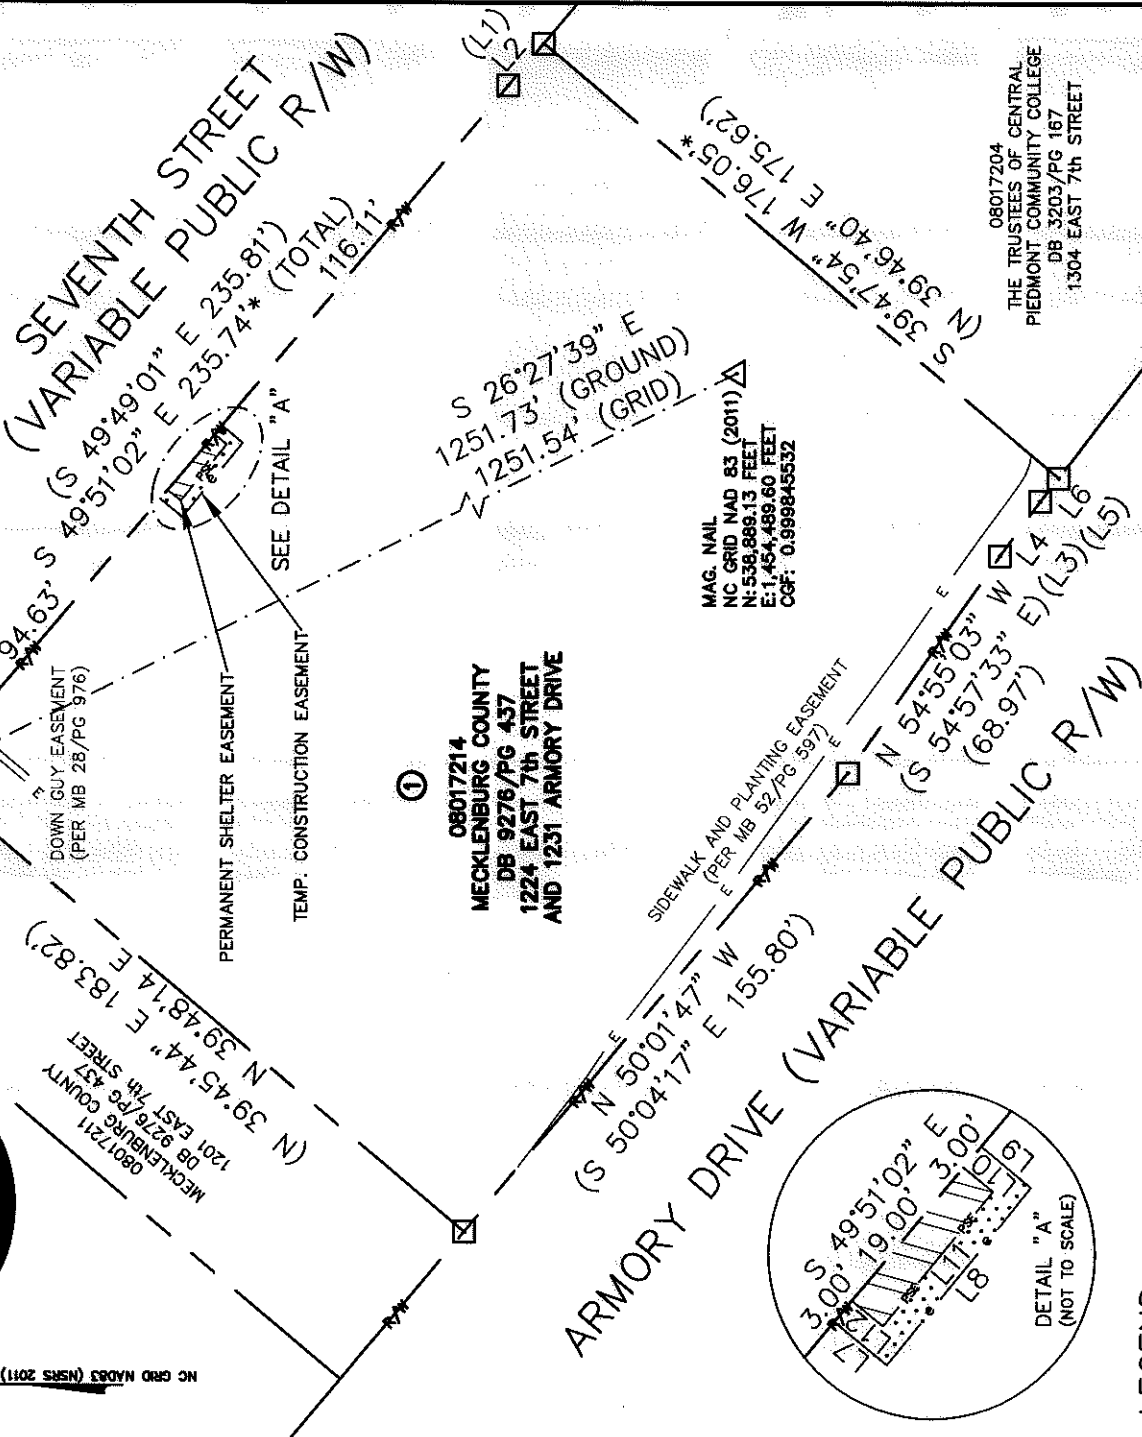 SEVENTH STREET
(VARIABLE PUBLIC R/W)
(S 49°49'01" E 235.81')
S 49°51'02" E 235.74'* (TOTAL)
94.63'
116.11'
R/W
R/W
R/W
(L1)
L2
PSE
e
SEE DETAIL "A"
S 26°27'39" E
1251.73' (GROUND)
1251.54' (GRID)
S 39°47'54" W 176.05'*
(N 39°46'40" E 175.62')
08017204
THE TRUSTEES OF CENTRAL
PIEDMONT COMMUNITY COLLEGE
DB 3203/PG 167
1304 EAST 7th STREET
MAG. NAIL
NC GRID NAD 83 (2011)
N:538,889.13 FEET
E:1,454,489.60 FEET
CGF: 0.999845532
DOWN GUY EASEMENT
(PER MB 28/PG 976)
E
PERMANENT SHELTER EASEMENT
TEMP. CONSTRUCTION EASEMENT
1
08017214
MECKLENBURG COUNTY
DB 9276/PG 437
1224 EAST 7th STREET
AND 1231 ARMORY DRIVE
SIDEWALK AND PLANTING EASEMENT
(PER MB 52/PG 597)
E
E
E
E
E
E
N 54°55'03" W
(S 54°57'33" E)
(68.97')
L4
L6
(L3)
(L5)
R/W
R/W
R/W
R/W
N 50°01'47" W
(S 50°04'17" E 155.80')
N 39°48'14 E
(N 39°45'44" E 183.82')
08017211
MECKLENBURG COUNTY
DB 9276/PG 437
1201 EAST 7th STREET
ARMORY DRIVE (VARIABLE PUBLIC R/W)
S 49°51'02" E
3.00' 19.00' 3.00'
R/W
L7
L12
PSE
PSE
L11
L8
e
e
L10
L9
DETAIL "A"
(NOT TO SCALE)
NC GRID NAD83 (NSRS 2011)
LEGEND